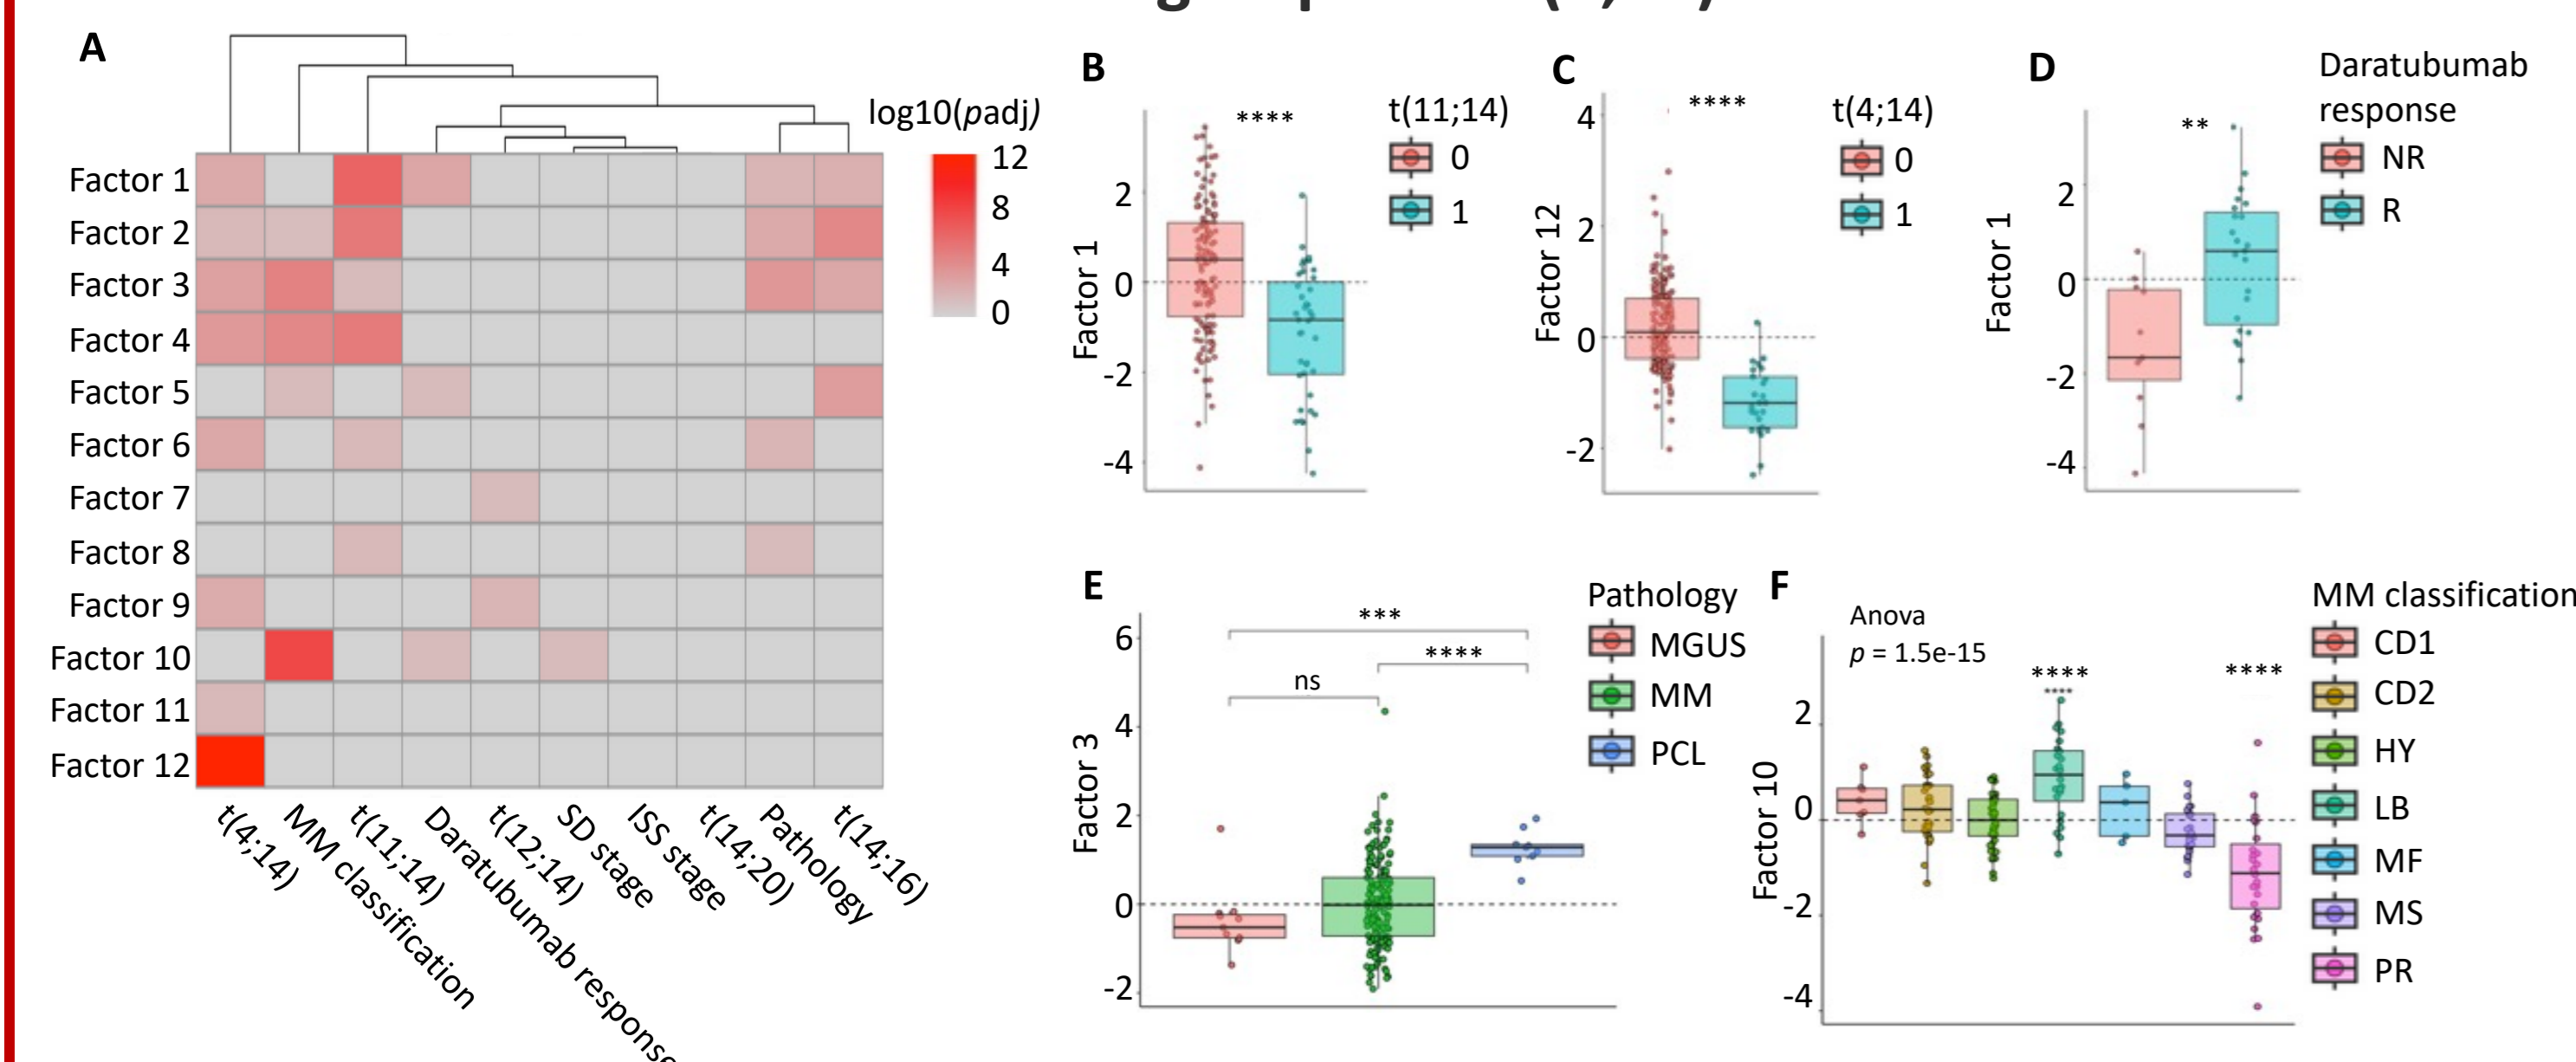 A
log10(padj)
12
8
4
0
Factor 1
Factor 2
Factor 3
Factor 4
Factor 5
Factor 6
Factor 7
Factor 8
Factor 9
Factor 10
Factor 11
Factor 12
t(4;14)
MM classification
t(11;14)
Daratubumab response
t(12;14)
SD stage
ISS stage
t(14;20)
Pathology
t(14;16)
B
****
t(11;14)
0
1
Factor 1
2
0
-2
-4
C
****
t(4;14)
0
1
Factor 12
4
2
0
-2
D
**
Daratubumab
response
NR
R
Factor 1
2
0
-2
-4
E
***
****
ns
Pathology
MGUS
MM
PCL
Factor 3
6
4
2
0
-2
F
Anova
p = 1.5e-15
****
****
****
MM classification
CD1
CD2
HY
LB
MF
MS
PR
Factor 10
2
0
-2
-4